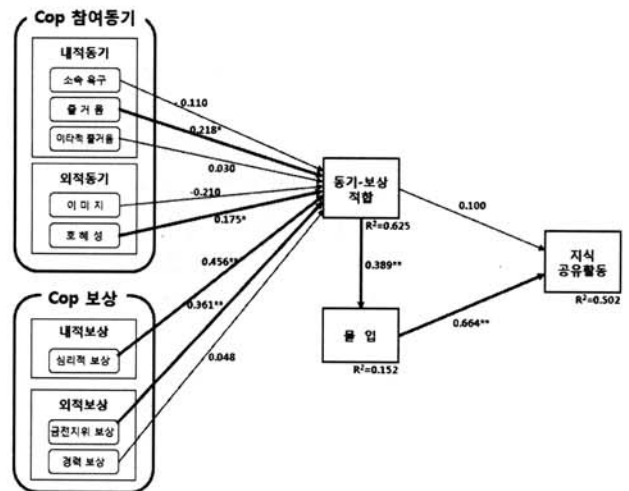 Cop 참여동기
내적동기
소속 욕구
즐 거 움
이타적 즐거움
외적동기
이 미 지
호 혜 성
- 0.110
0.218*
0.030
-0.210
0.175*
0.456**
0.361**
0.048
Cop 보상
내적보상
심리적 보상
외적보상
금전지위 보상
경력 보상
동기-보상
적합
R²=0.625
0.100
0.389**
몰 입
R²=0.152
0.664**
지식
공유활동
R²=0.502